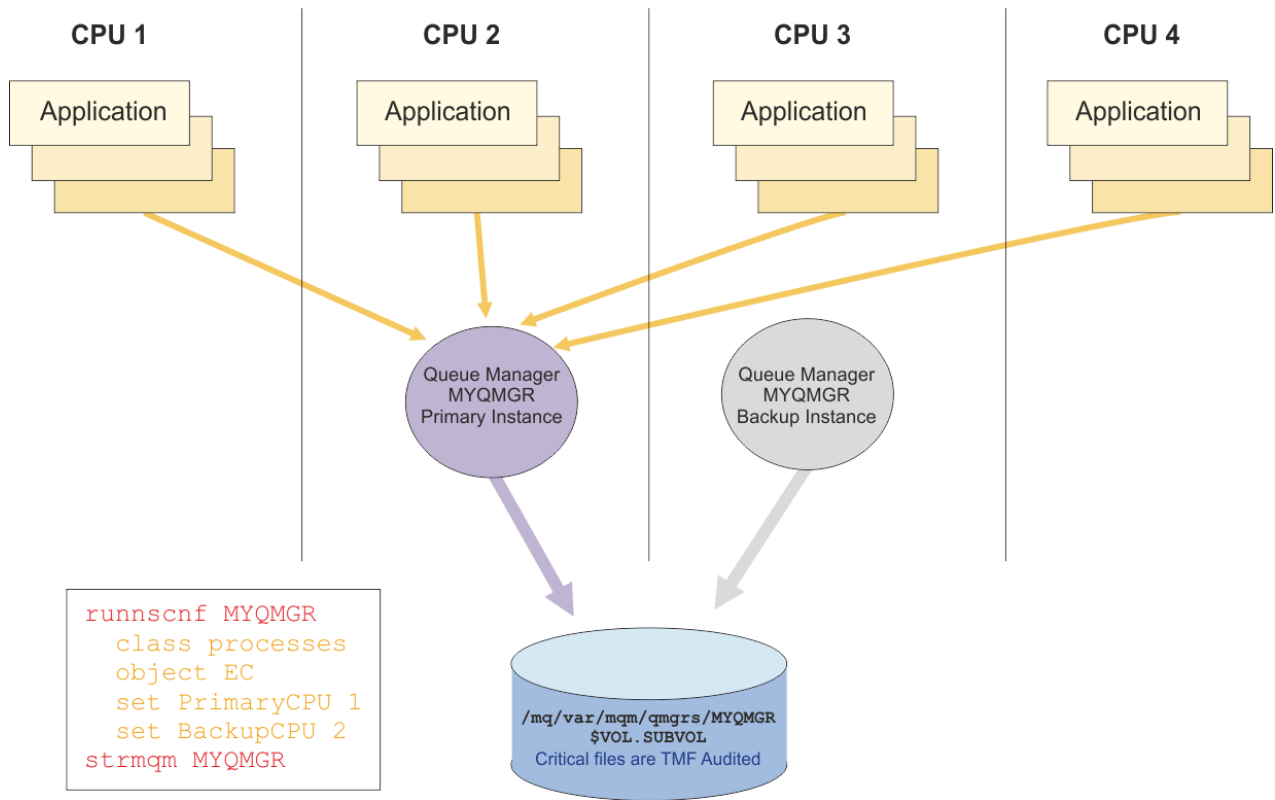 CPU 1
CPU 2
CPU 3
CPU 4
Application
Application
Application
Application
Queue Manager
MYQMGR
Primary Instance
Queue Manager
MYQMGR
Backup Instance
runnscnf MYQMGR
class processes
object EC
set PrimaryCPU 1
set BackupCPU 2
strmqm MYQMGR
/mq/var/mqm/qmgrs/MYQMGR
$VOL.SUBVOL
Critical files are TMF Audited